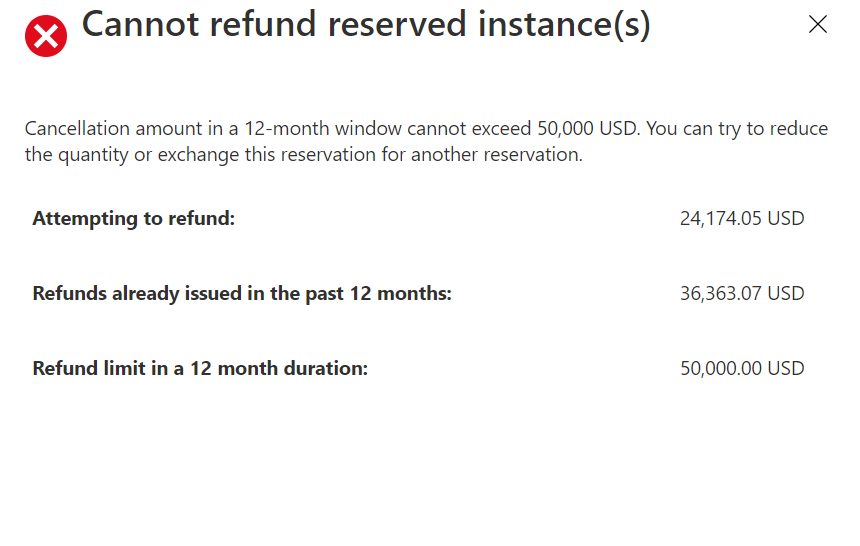 Cannot refund reserved instance(s)
Cancellation amount in a 12-month window cannot exceed 50,000 USD. You can try to reduce
the quantity or exchange this reservation for another reservation.
Attempting to refund: 24,174.05 USD
Refunds already issued in the past 12 months: 36,363.07 USD
Refund limit in a 12 month duration: 50,000.00 USD